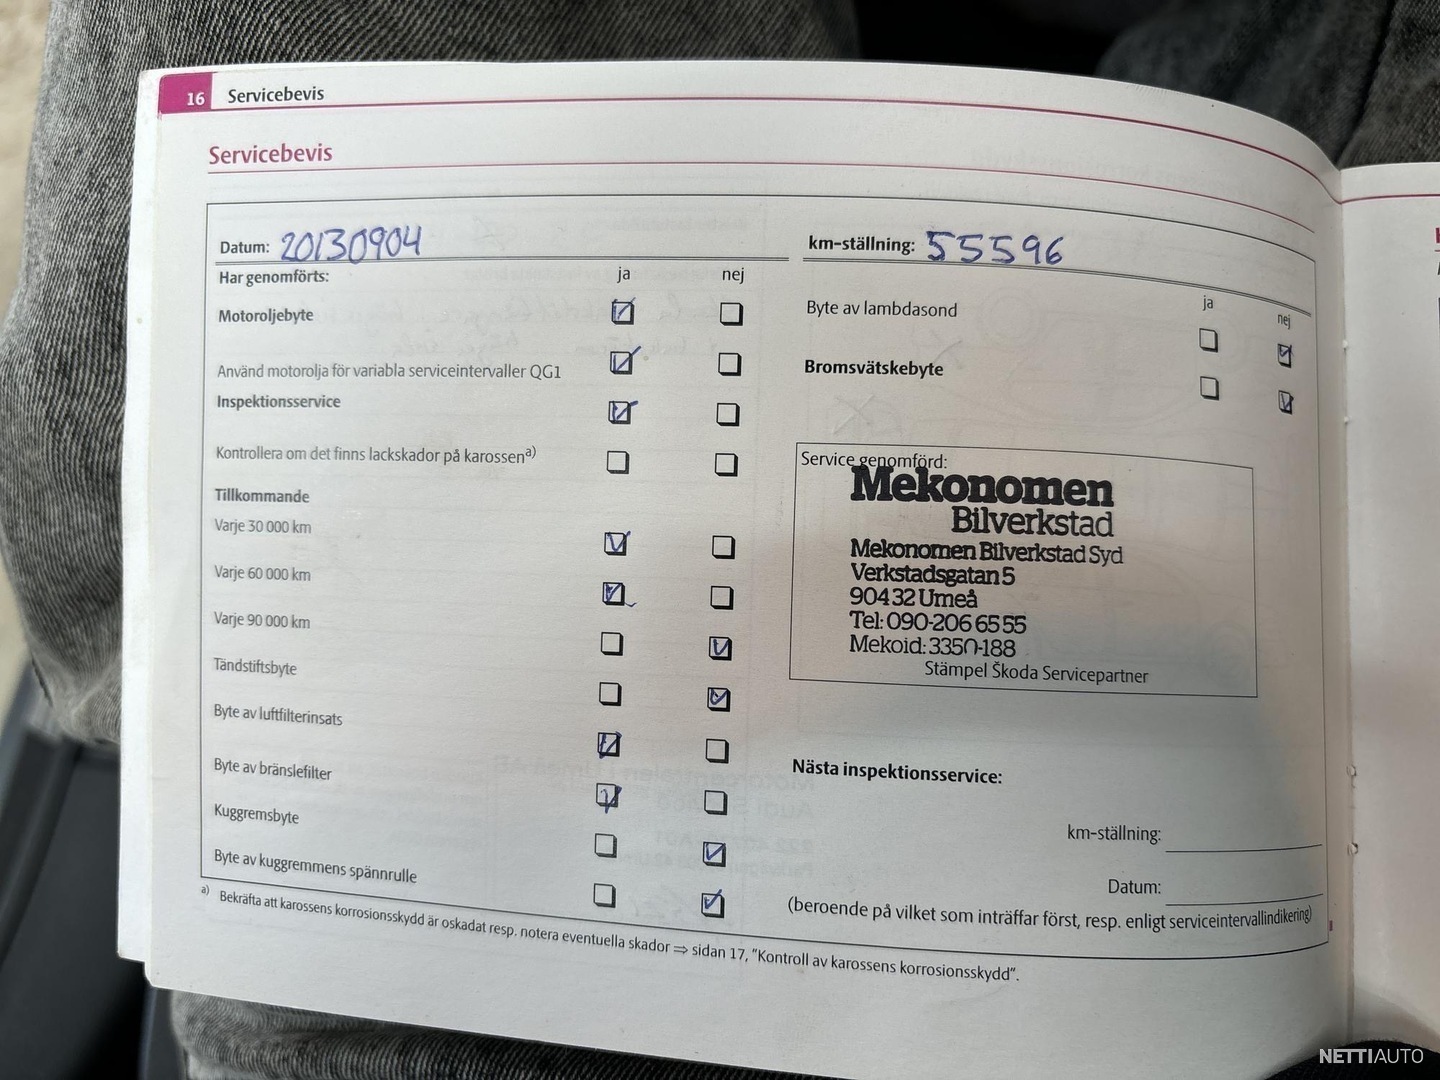 16 Servicebevis
Servicebevis
Datum: 20130904
km-ställning: 55596
Har genomförts: ja nej
Motoroljebyte
Använd motorolja för variabla serviceintervaller QG1
Inspektionsservice
Kontrollera om det finns lackskador på karossen a)
Tillkommande
Varje 30 000 km
Varje 60 000 km
Varje 90 000 km
Tändstiftsbyte
Byte av luftfilterinsats
Byte av bränslefilter
Kuggremsbyte
Byte av kuggremmens spännrulle
ja nej
Byte av lambdasond
Bromsvätskebyte
Service genomförd:
Mekonomen
Bilverkstad
Mekonomen Bilverkstad Syd
Verkstadsgatan 5
904 32 Umeå
Tel: 090-206 65 55
Mekoid: 3350-188
Stämpel Škoda Servicepartner
Nästa inspektionsservice:
km-ställning:
Datum:
(beroende på vilket som inträffar först, resp. enligt serviceintervallindikering)
a) Bekräfta att karossens korrosionsskydd är oskadat resp. notera eventuella skador ⇒ sidan 17, "Kontroll av karossens korrosionsskydd".
NETTIAUTO